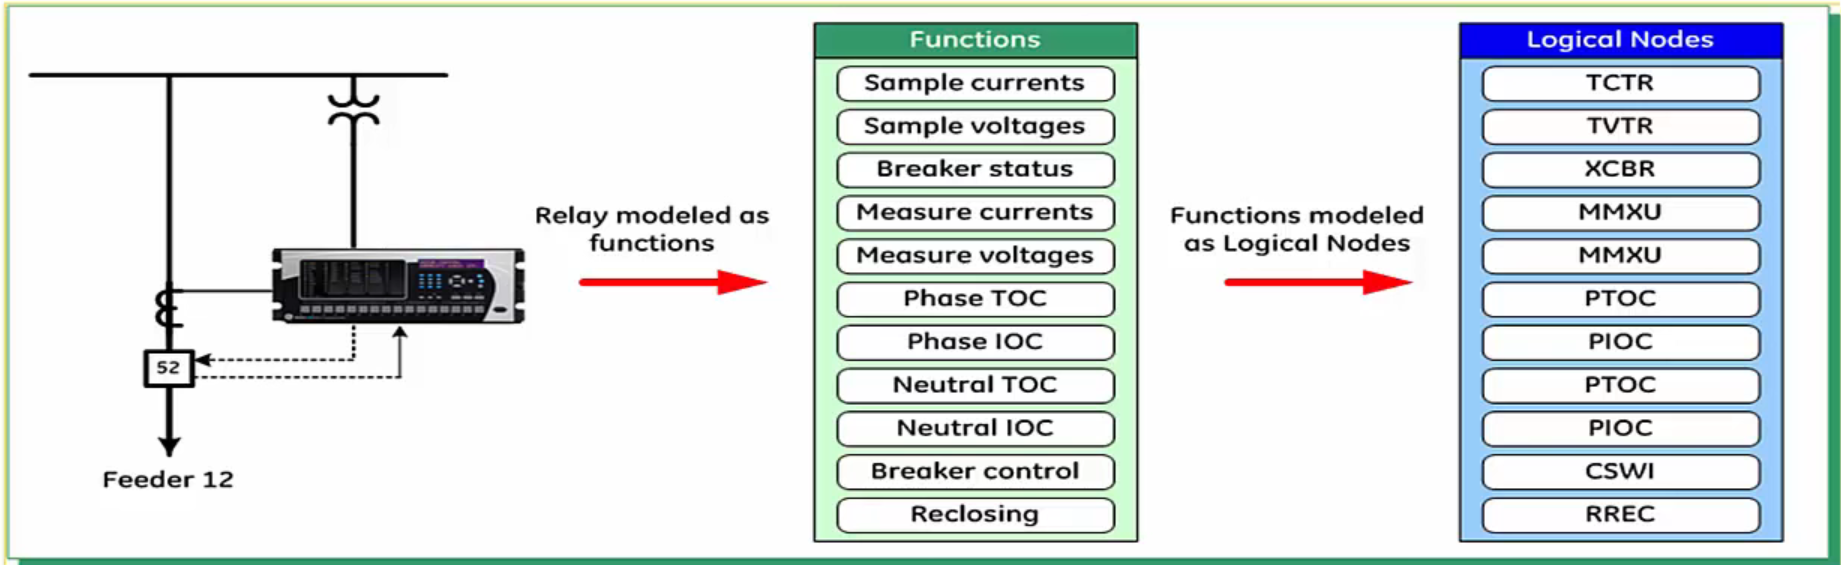 52
Feeder 12
Relay modeled as
functions
Functions
Sample currents
Sample voltages
Breaker status
Measure currents
Measure voltages
Phase TOC
Phase IOC
Neutral TOC
Neutral IOC
Breaker control
Reclosing
Functions modeled
as Logical Nodes
Logical Nodes
TCTR
TVTR
XCBR
MMXU
MMXU
PTOC
PIOC
PTOC
PIOC
CSWI
RREC